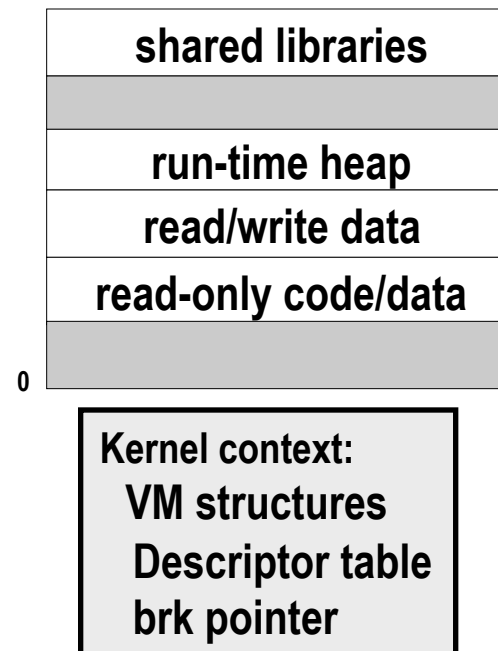 shared libraries
run-time heap
read/write data
read-only code/data
0
Kernel context:
VM structures
Descriptor table
brk pointer